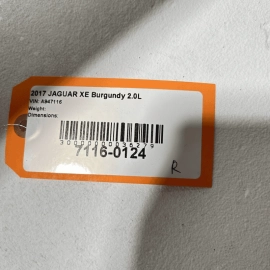 2017 JAGUAR XE Burgundy 2.0L
VIN: A947116
Weight:
Dimensions:
7116-0124
R